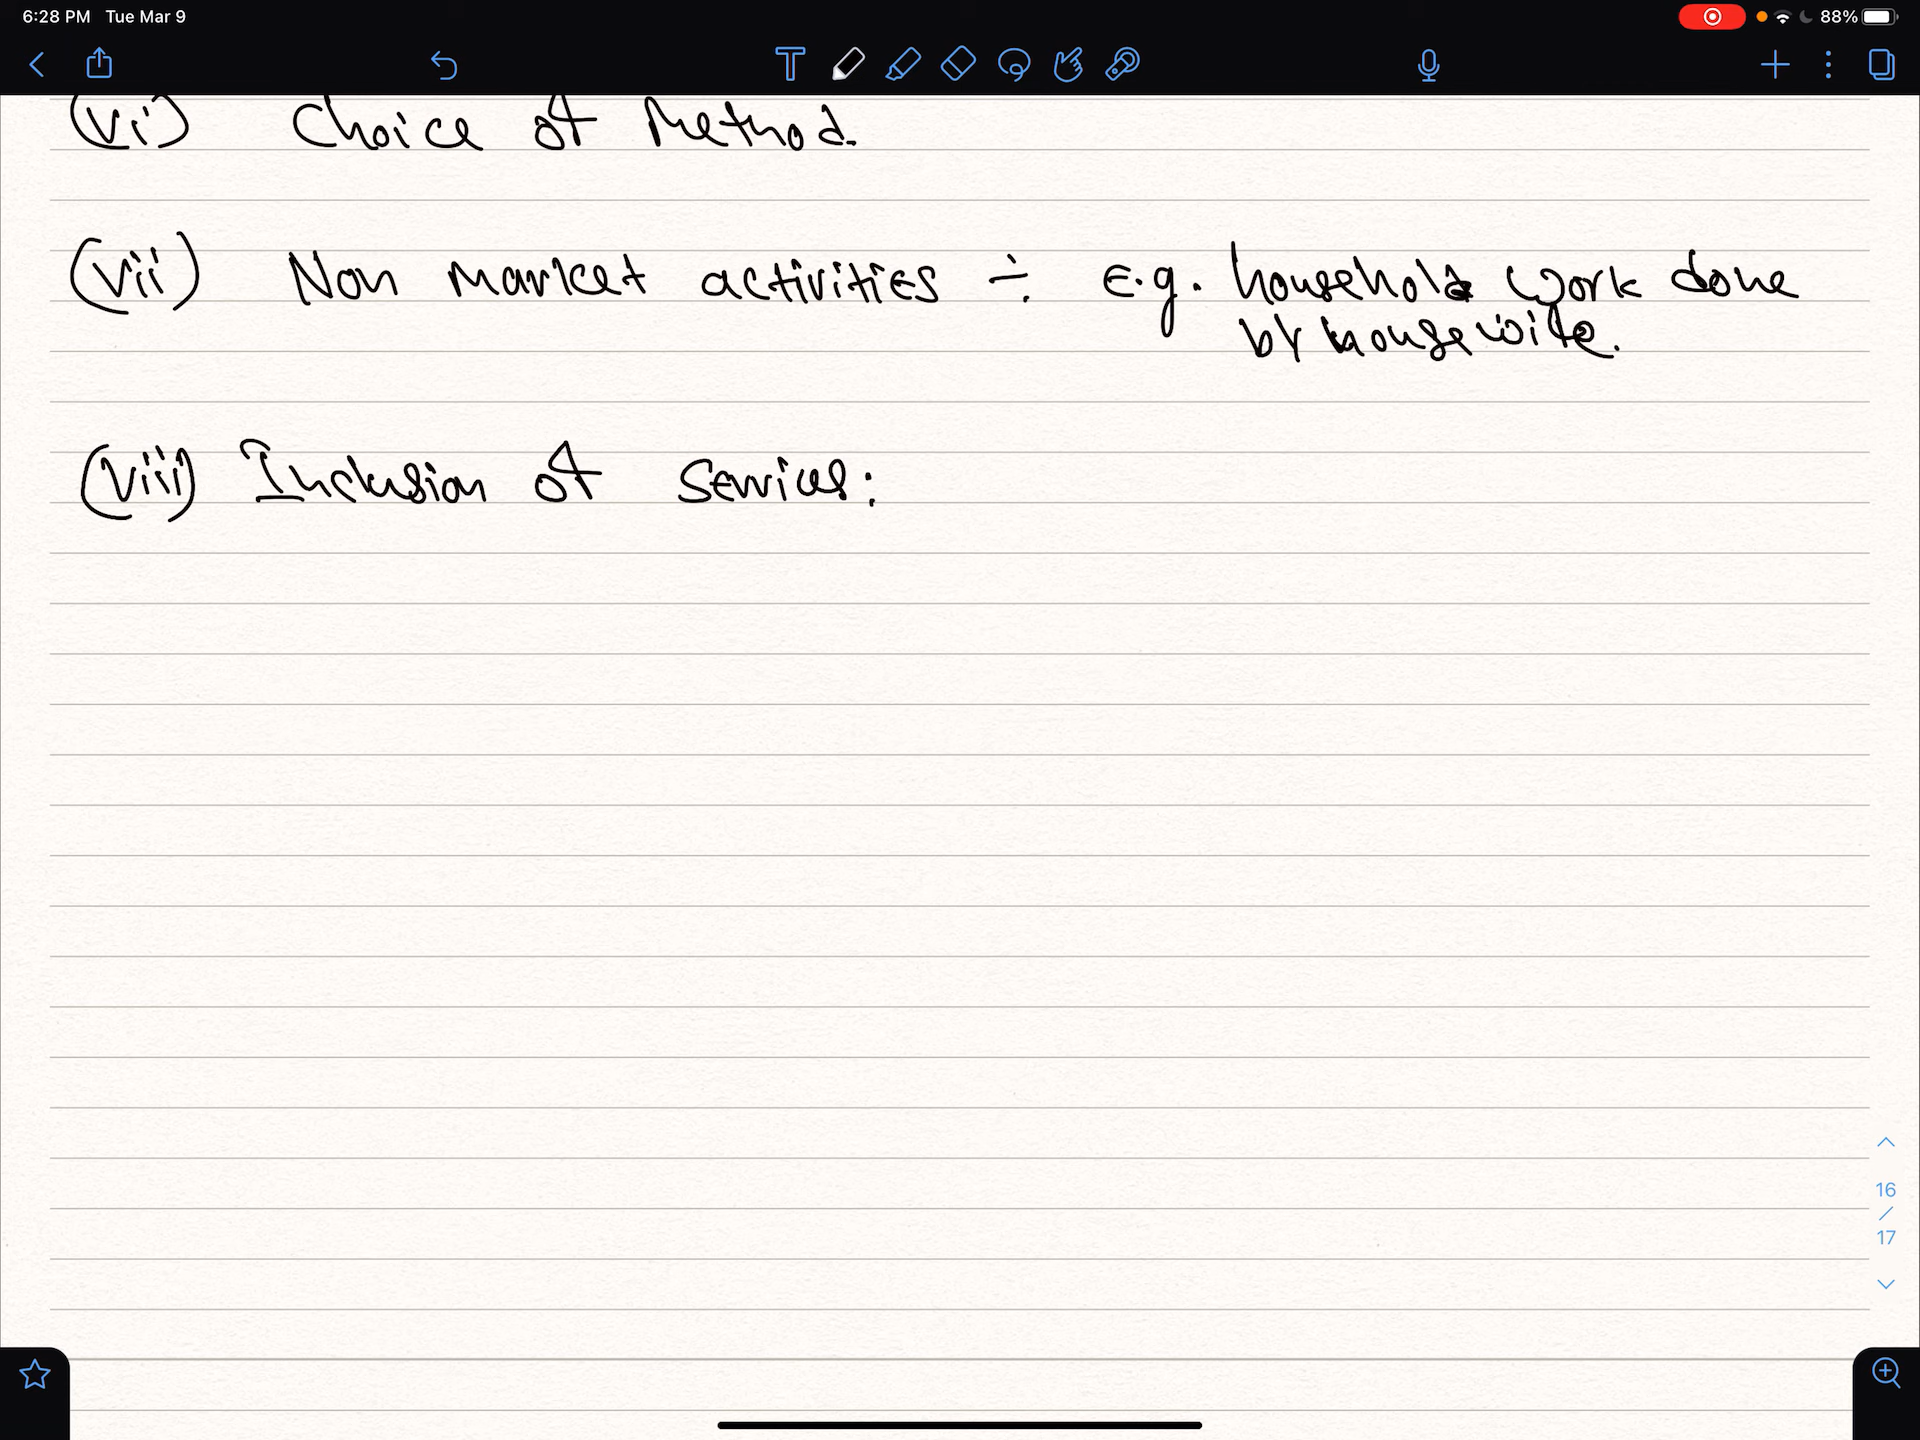 6:28 PM Tue Mar 9
88%
(vi) Choice of Method.
(vii) Non Market activities ÷ E.g. household work done
by housewife.
(viii) Inclusion of Services:
16
/
17